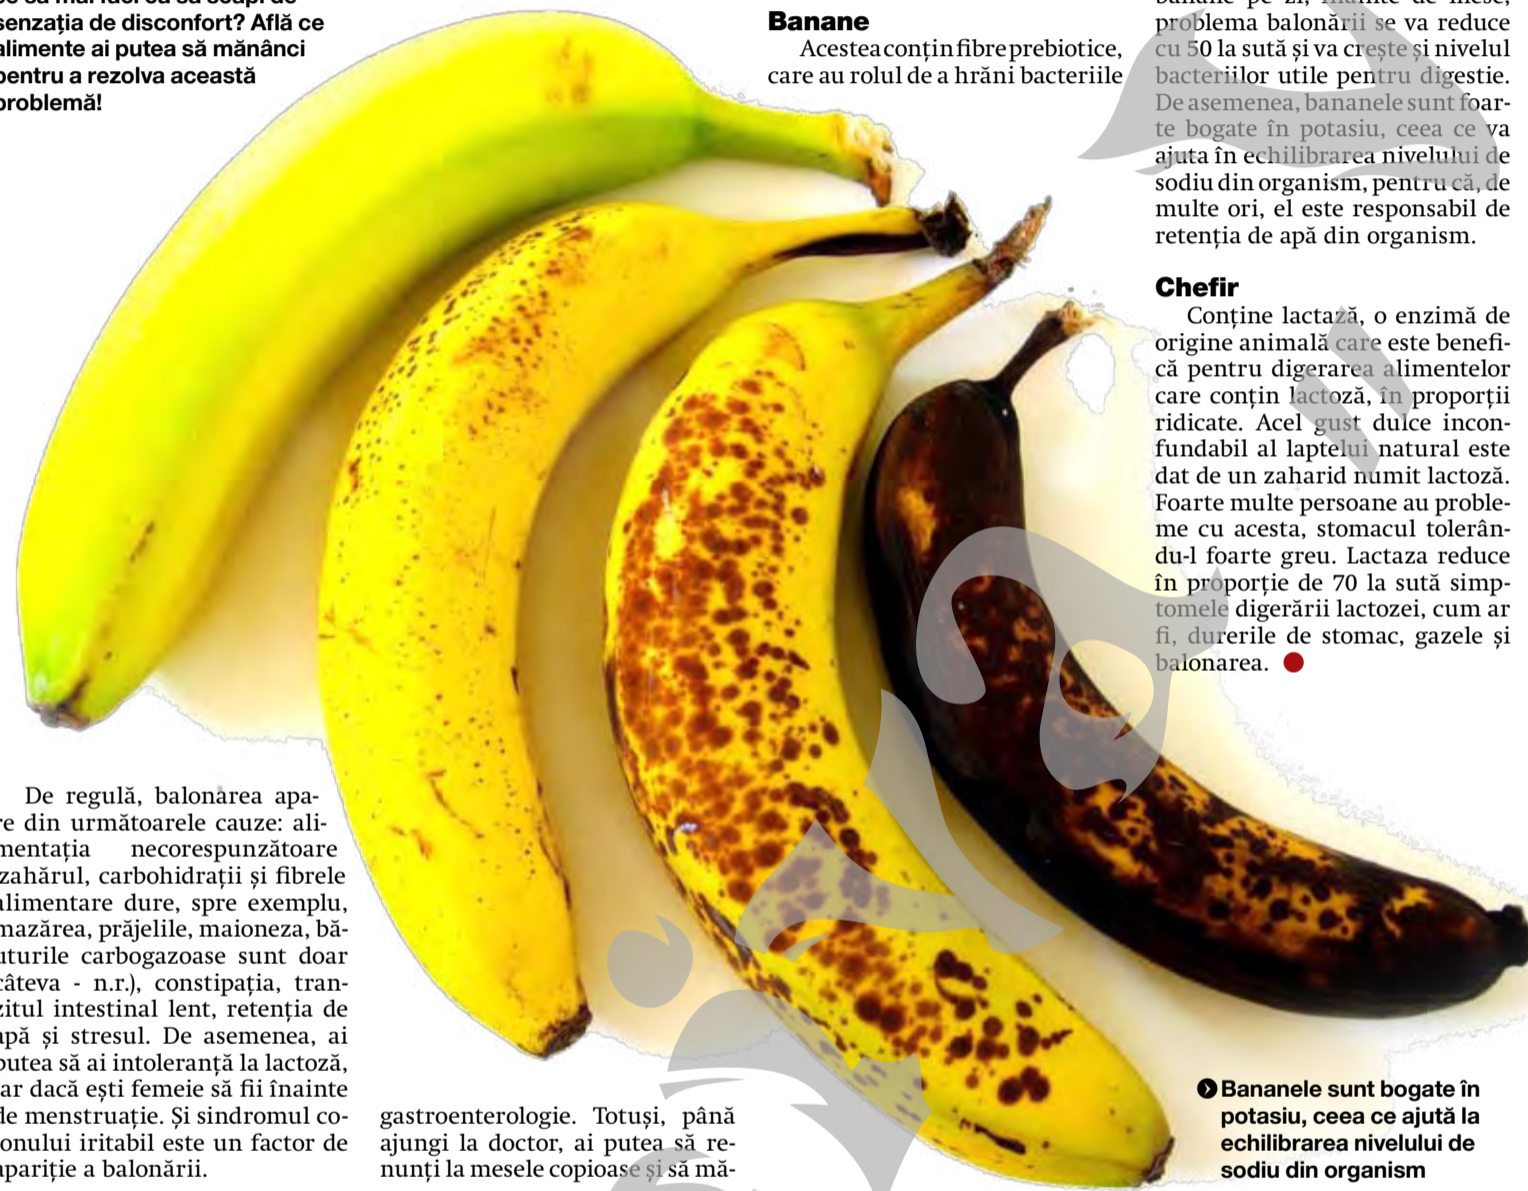 senzația de disconfort? Află ce
alimente ai putea să mănânci
pentru a rezolva această
problemă!
De regulă, balonarea apa-
re din următoarele cauze: ali-
mentația necorespunzătoare
zahărul, carbohidrații și fibrele
alimentare dure, spre exemplu,
mazărea, prăjelile, maioneza, bă-
uturile carbogazoase sunt doar
câteva - n.r.), constipația, tran-
zitul intestinal lent, retenția de
apă și stresul. De asemenea, ai
putea să ai intoleranță la lactoză,
iar dacă ești femeie să fii înainte
de menstruație. Și sindromul co-
lonului iritabil este un factor de
apariție a balonării.
gastroenterologie. Totuși, până
ajungi la doctor, ai putea să re-
nunți la mesele copioase și să mă-
Banane
Acestea conțin fibre prebiotice,
care au rolul de a hrăni bacteriile
banane pe zi, înainte de mese,
problema balonării se va reduce
cu 50 la sută și va crește și nivelul
bacteriilor utile pentru digestie.
De asemenea, bananele sunt foar-
te bogate în potasiu, ceea ce va
ajuta în echilibrarea nivelului de
sodiu din organism, pentru că, de
multe ori, el este responsabil de
retenția de apă din organism.
Chefir
Conține lactază, o enzimă de
origine animală care este benefi-
că pentru digerarea alimentelor
care conțin lactoză, în proporții
ridicate. Acel gust dulce incon-
fundabil al laptelui natural este
dat de un zaharid numit lactoză.
Foarte multe persoane au proble-
me cu acesta, stomacul tolerân-
du-l foarte greu. Lactaza reduce
în proporție de 70 la sută simp-
tomele digerării lactozei, cum ar
fi, durerile de stomac, gazele și
balonarea.
Bananele sunt bogate în
potasiu, ceea ce ajută la
echilibrarea nivelului de
sodiu din organism